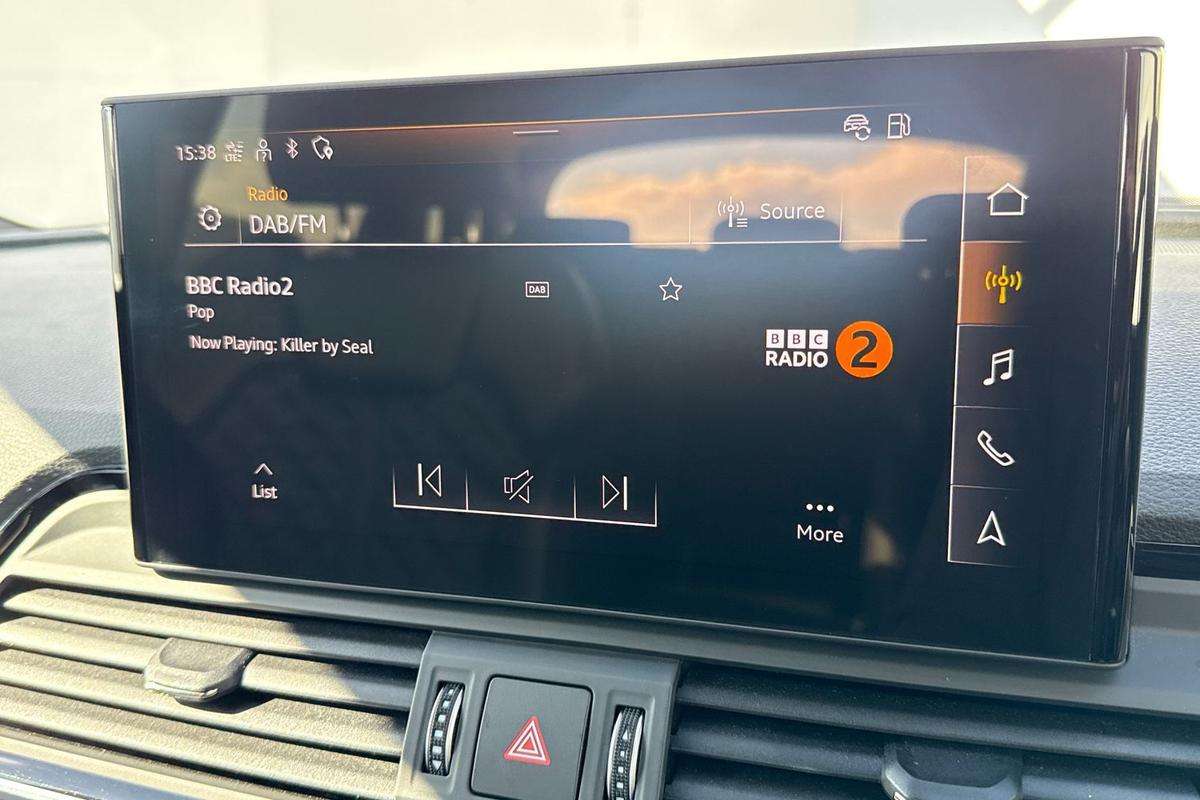 15:38 LTE
Radio
DAB/FM
Source
BBC Radio2
DAB
Pop
Now Playing: Killer by Seal
BBC
RADIO 2
List
More